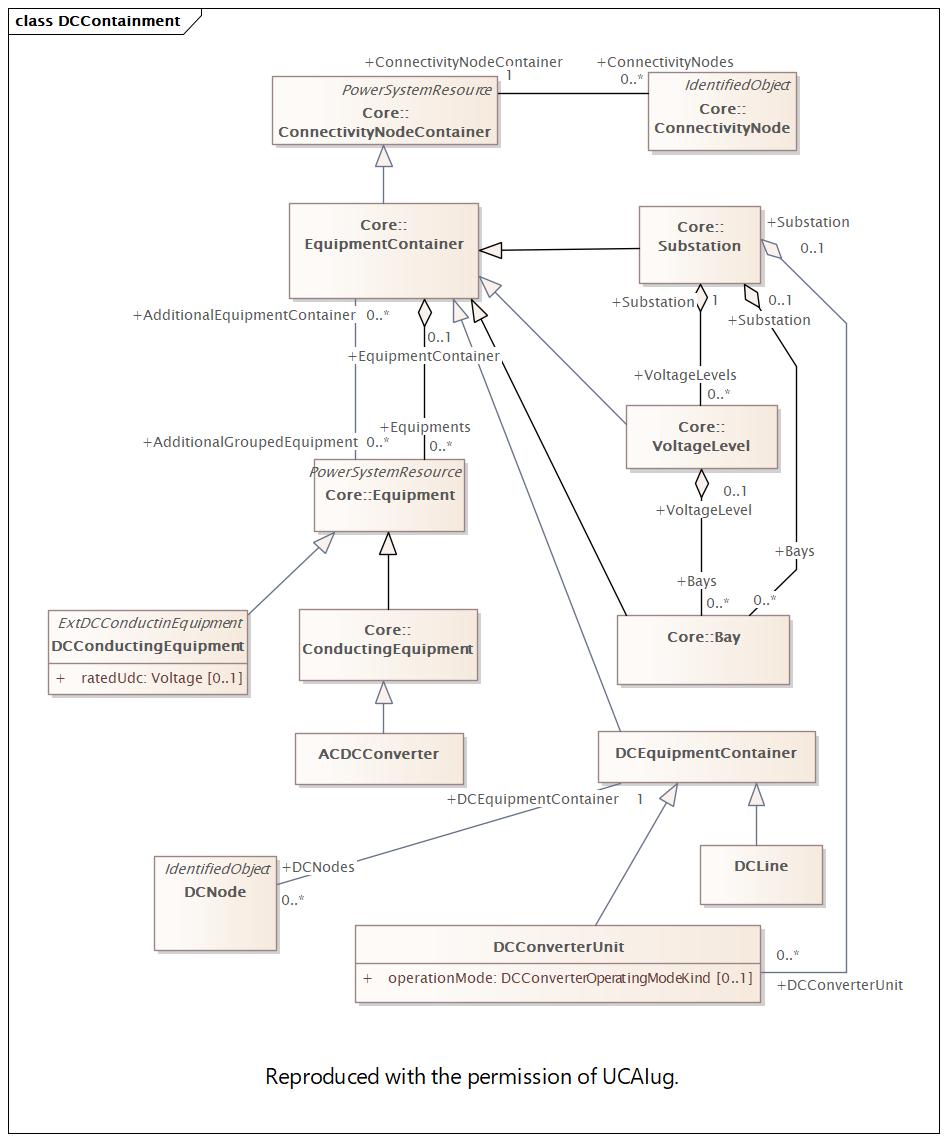 class DCContainment
+ConnectivityNodeContainer
+ConnectivityNodes
1
0..*
PowerSystemResource
Core::
ConnectivityNodeContainer
IdentifiedObject
Core::
ConnectivityNode
Core::
EquipmentContainer
Core::
Substation
+Substation
0..1
+AdditionalEquipmentContainer 0..*
0..1
+EquipmentContainer
+Substation 1
0..1
+Substation
+VoltageLevels
0..*
+AdditionalGroupedEquipment 0..*
+Equipments
0..*
Core::
VoltageLevel
PowerSystemResource
Core::Equipment
0..1
+VoltageLevel
+Bays
+Bays
0..*
0..*
ExtDCConductinEquipment
DCConductingEquipment
+ ratedUdc: Voltage [0..1]
Core::
ConductingEquipment
Core::Bay
ACDCConverter
DCEquipmentContainer
+DCEquipmentContainer 1
IdentifiedObject
DCNode
+DCNodes
0..*
DCLine
DCConverterUnit
+ operationMode: DCConverterOperatingModeKind [0..1]
0..*
+DCConverterUnit
Reproduced with the permission of UCAIug.